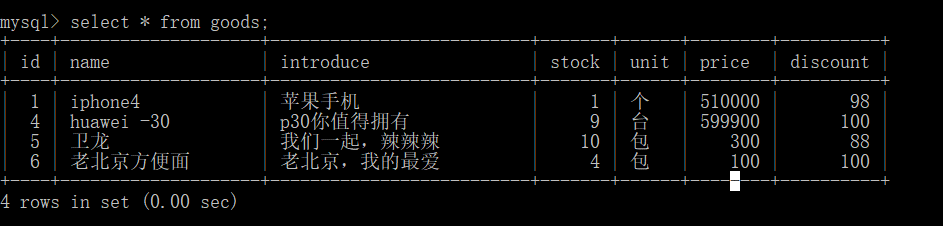 mysql> select * from goods;
+----+-----------------+----------------------+-------+------+--------+----------+
| id | name | introduce | stock | unit | price | discount |
+----+-----------------+----------------------+-------+------+--------+----------+
| 1 | iphone4 | 苹果手机 | 1 | 个 | 510000 | 98 |
| 4 | huawei -30 | p30你值得拥有 | 9 | 台 | 599900 | 100 |
| 5 | 卫龙 | 我们一起，辣辣辣 | 10 | 包 | 300 | 88 |
| 6 | 老北京方便面 | 老北京，我的最爱 | 4 | 包 | 100 | 100 |
+----+-----------------+----------------------+-------+------+--------+----------+
4 rows in set (0.00 sec)